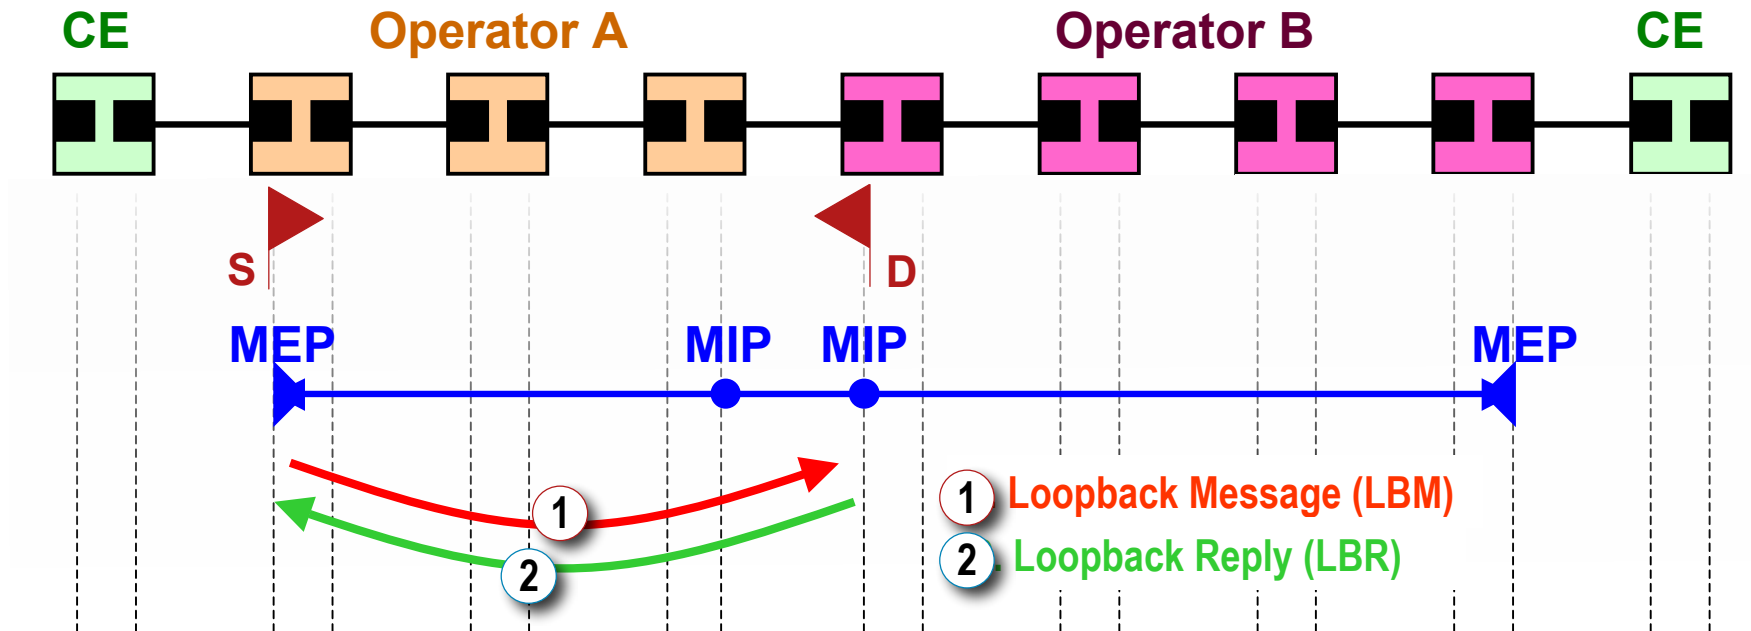 CE Operator A Operator B CE
S D
MEP MIP MIP MEP
1 1 Loopback Message (LBM)
2 2. Loopback Reply (LBR)